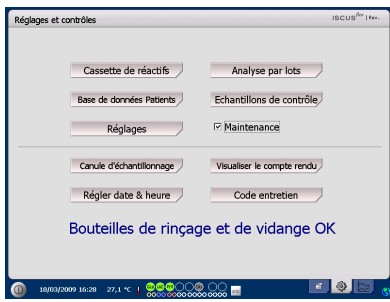 Réglages et contrôles
ISCUSflex | Rev.
Cassette de réactifs
Analyse par lots
Base de données Patients
Echantillons de contrôle
Réglages
Maintenance
Canule d'échantillonnage
Visualiser le compte rendu
Régler date & heure
Code entretien
Bouteilles de rinçage et de vidange OK
18/03/2009 16:28 27,1 °C